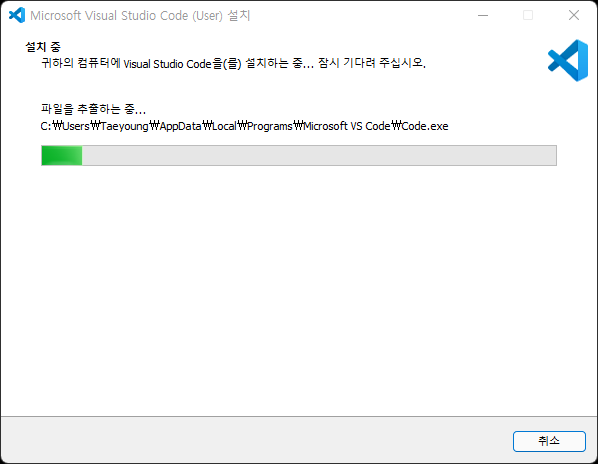 Microsoft Visual Studio Code (User) 설치
설치 중
귀하의 컴퓨터에 Visual Studio Code을(를) 설치하는 중... 잠시 기다려 주십시오.
파일을 추출하는 중...
C:₩Users₩Taeyoung₩AppData₩Local₩Programs₩Microsoft VS Code₩Code.exe
취소